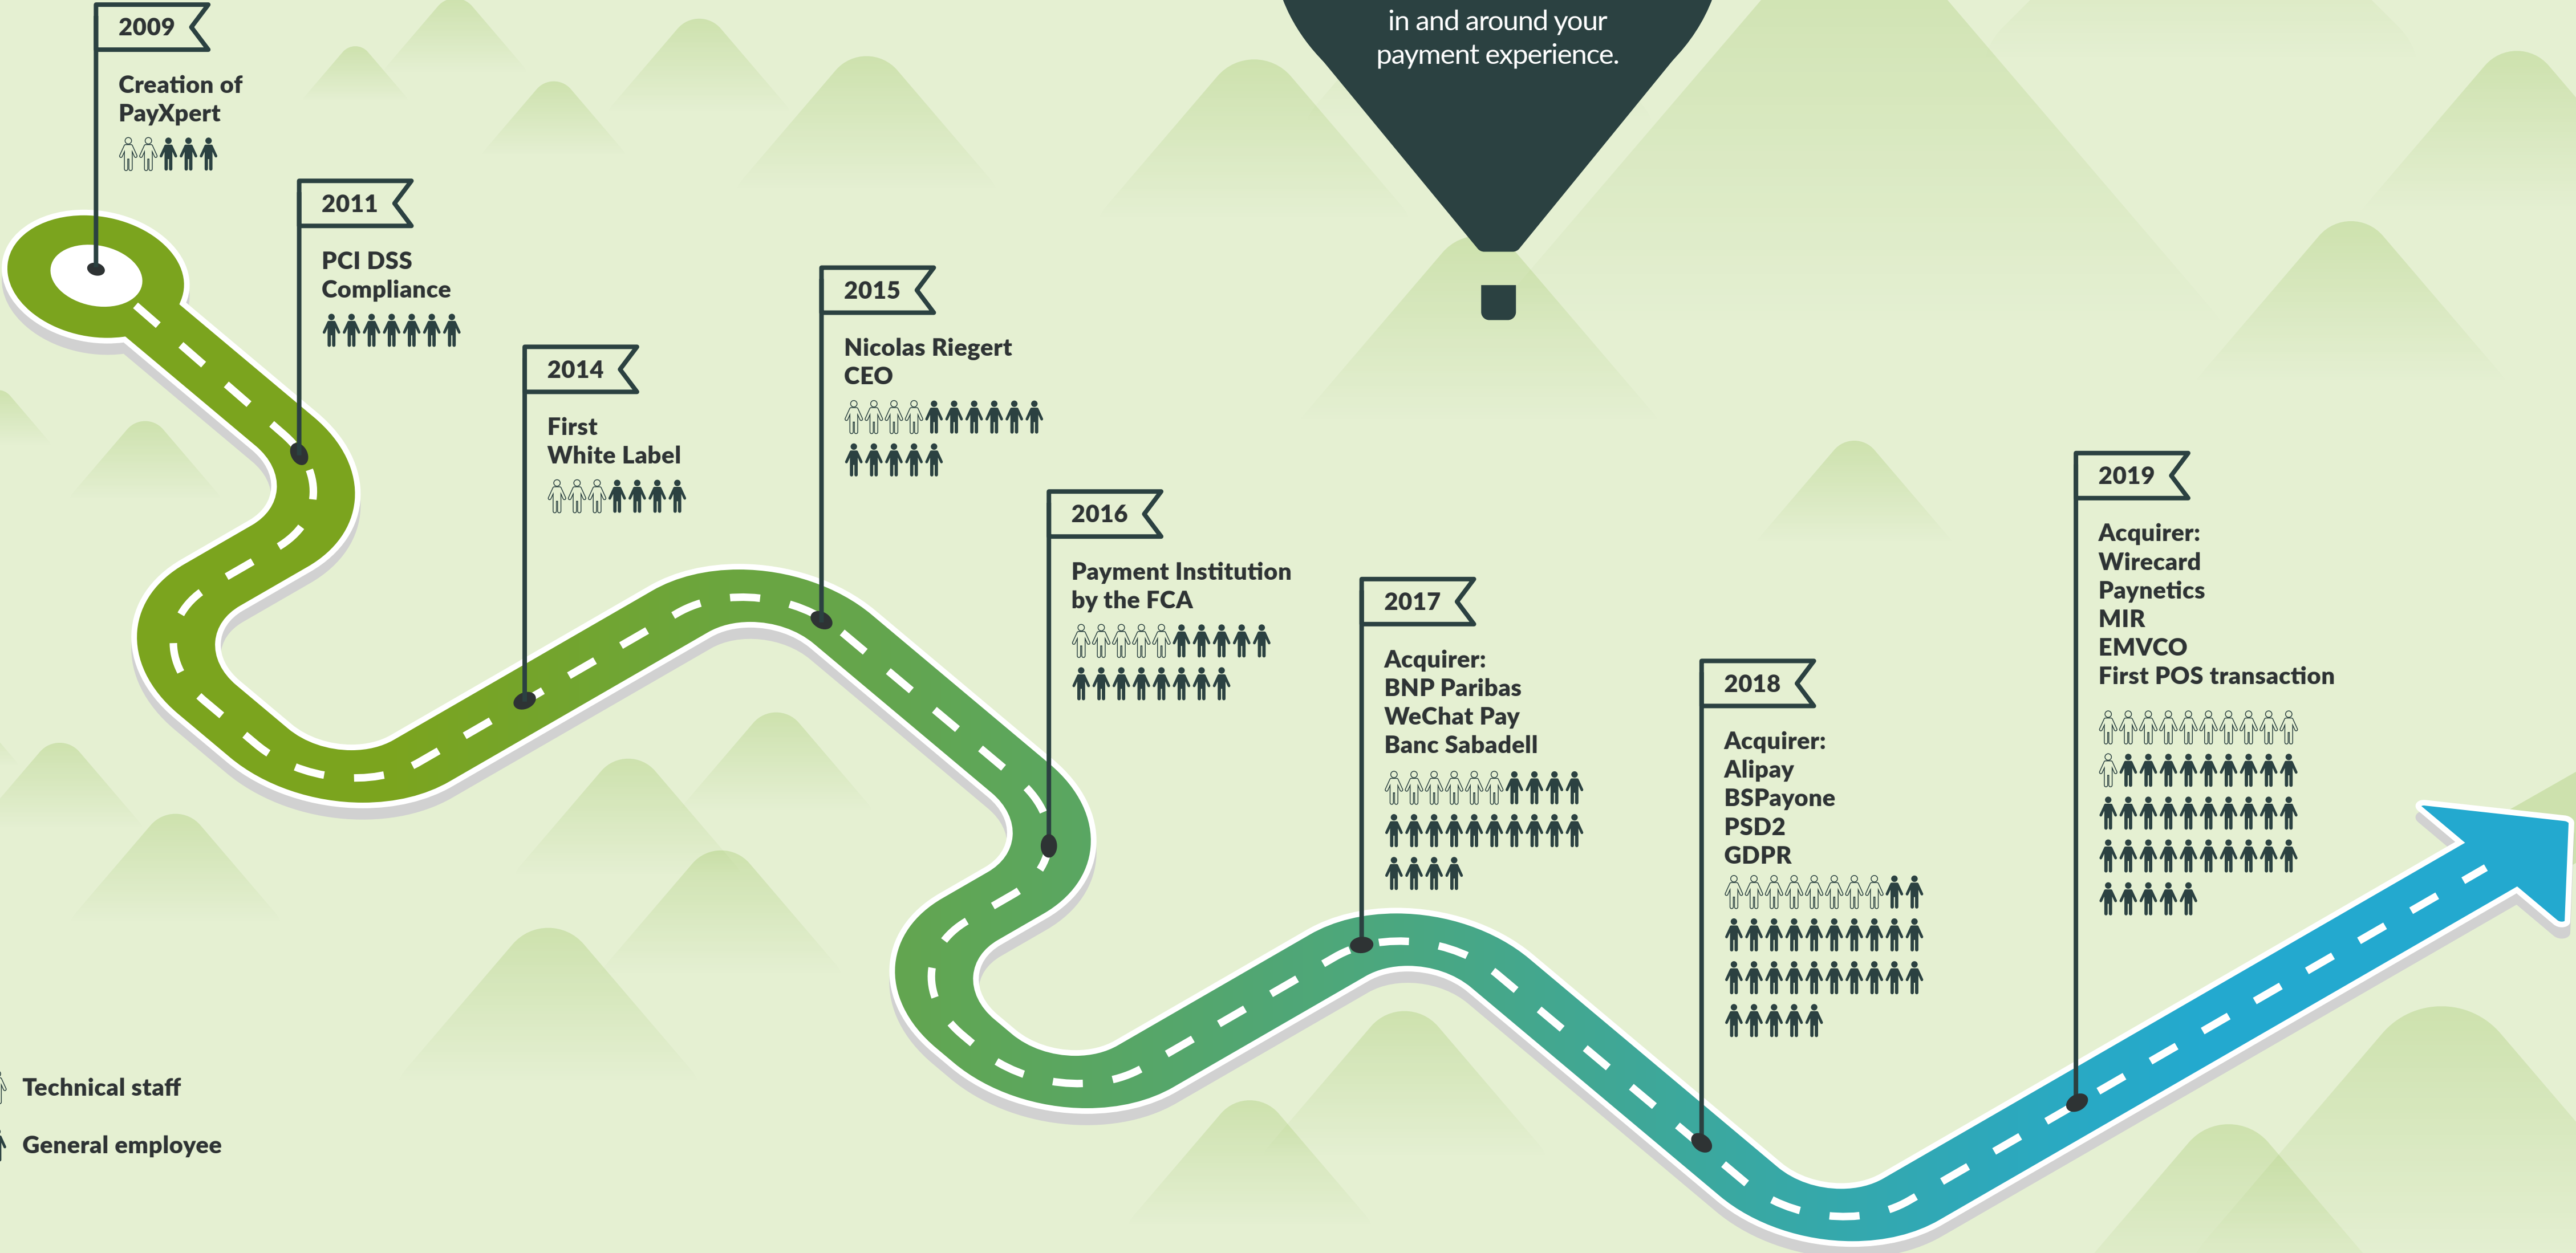 in and around your
payment experience.
2009
Creation of
PayXpert
2011
PCI DSS
Compliance
2014
First
White Label
2015
Nicolas Riegert
CEO
2016
Payment Institution
by the FCA
2017
Acquirer:
BNP Paribas
WeChat Pay
Banc Sabadell
2018
Acquirer:
Alipay
BSPayone
PSD2
GDPR
2019
Acquirer:
Wirecard
Paynetics
MIR
EMVCO
First POS transaction
Technical staff
General employee